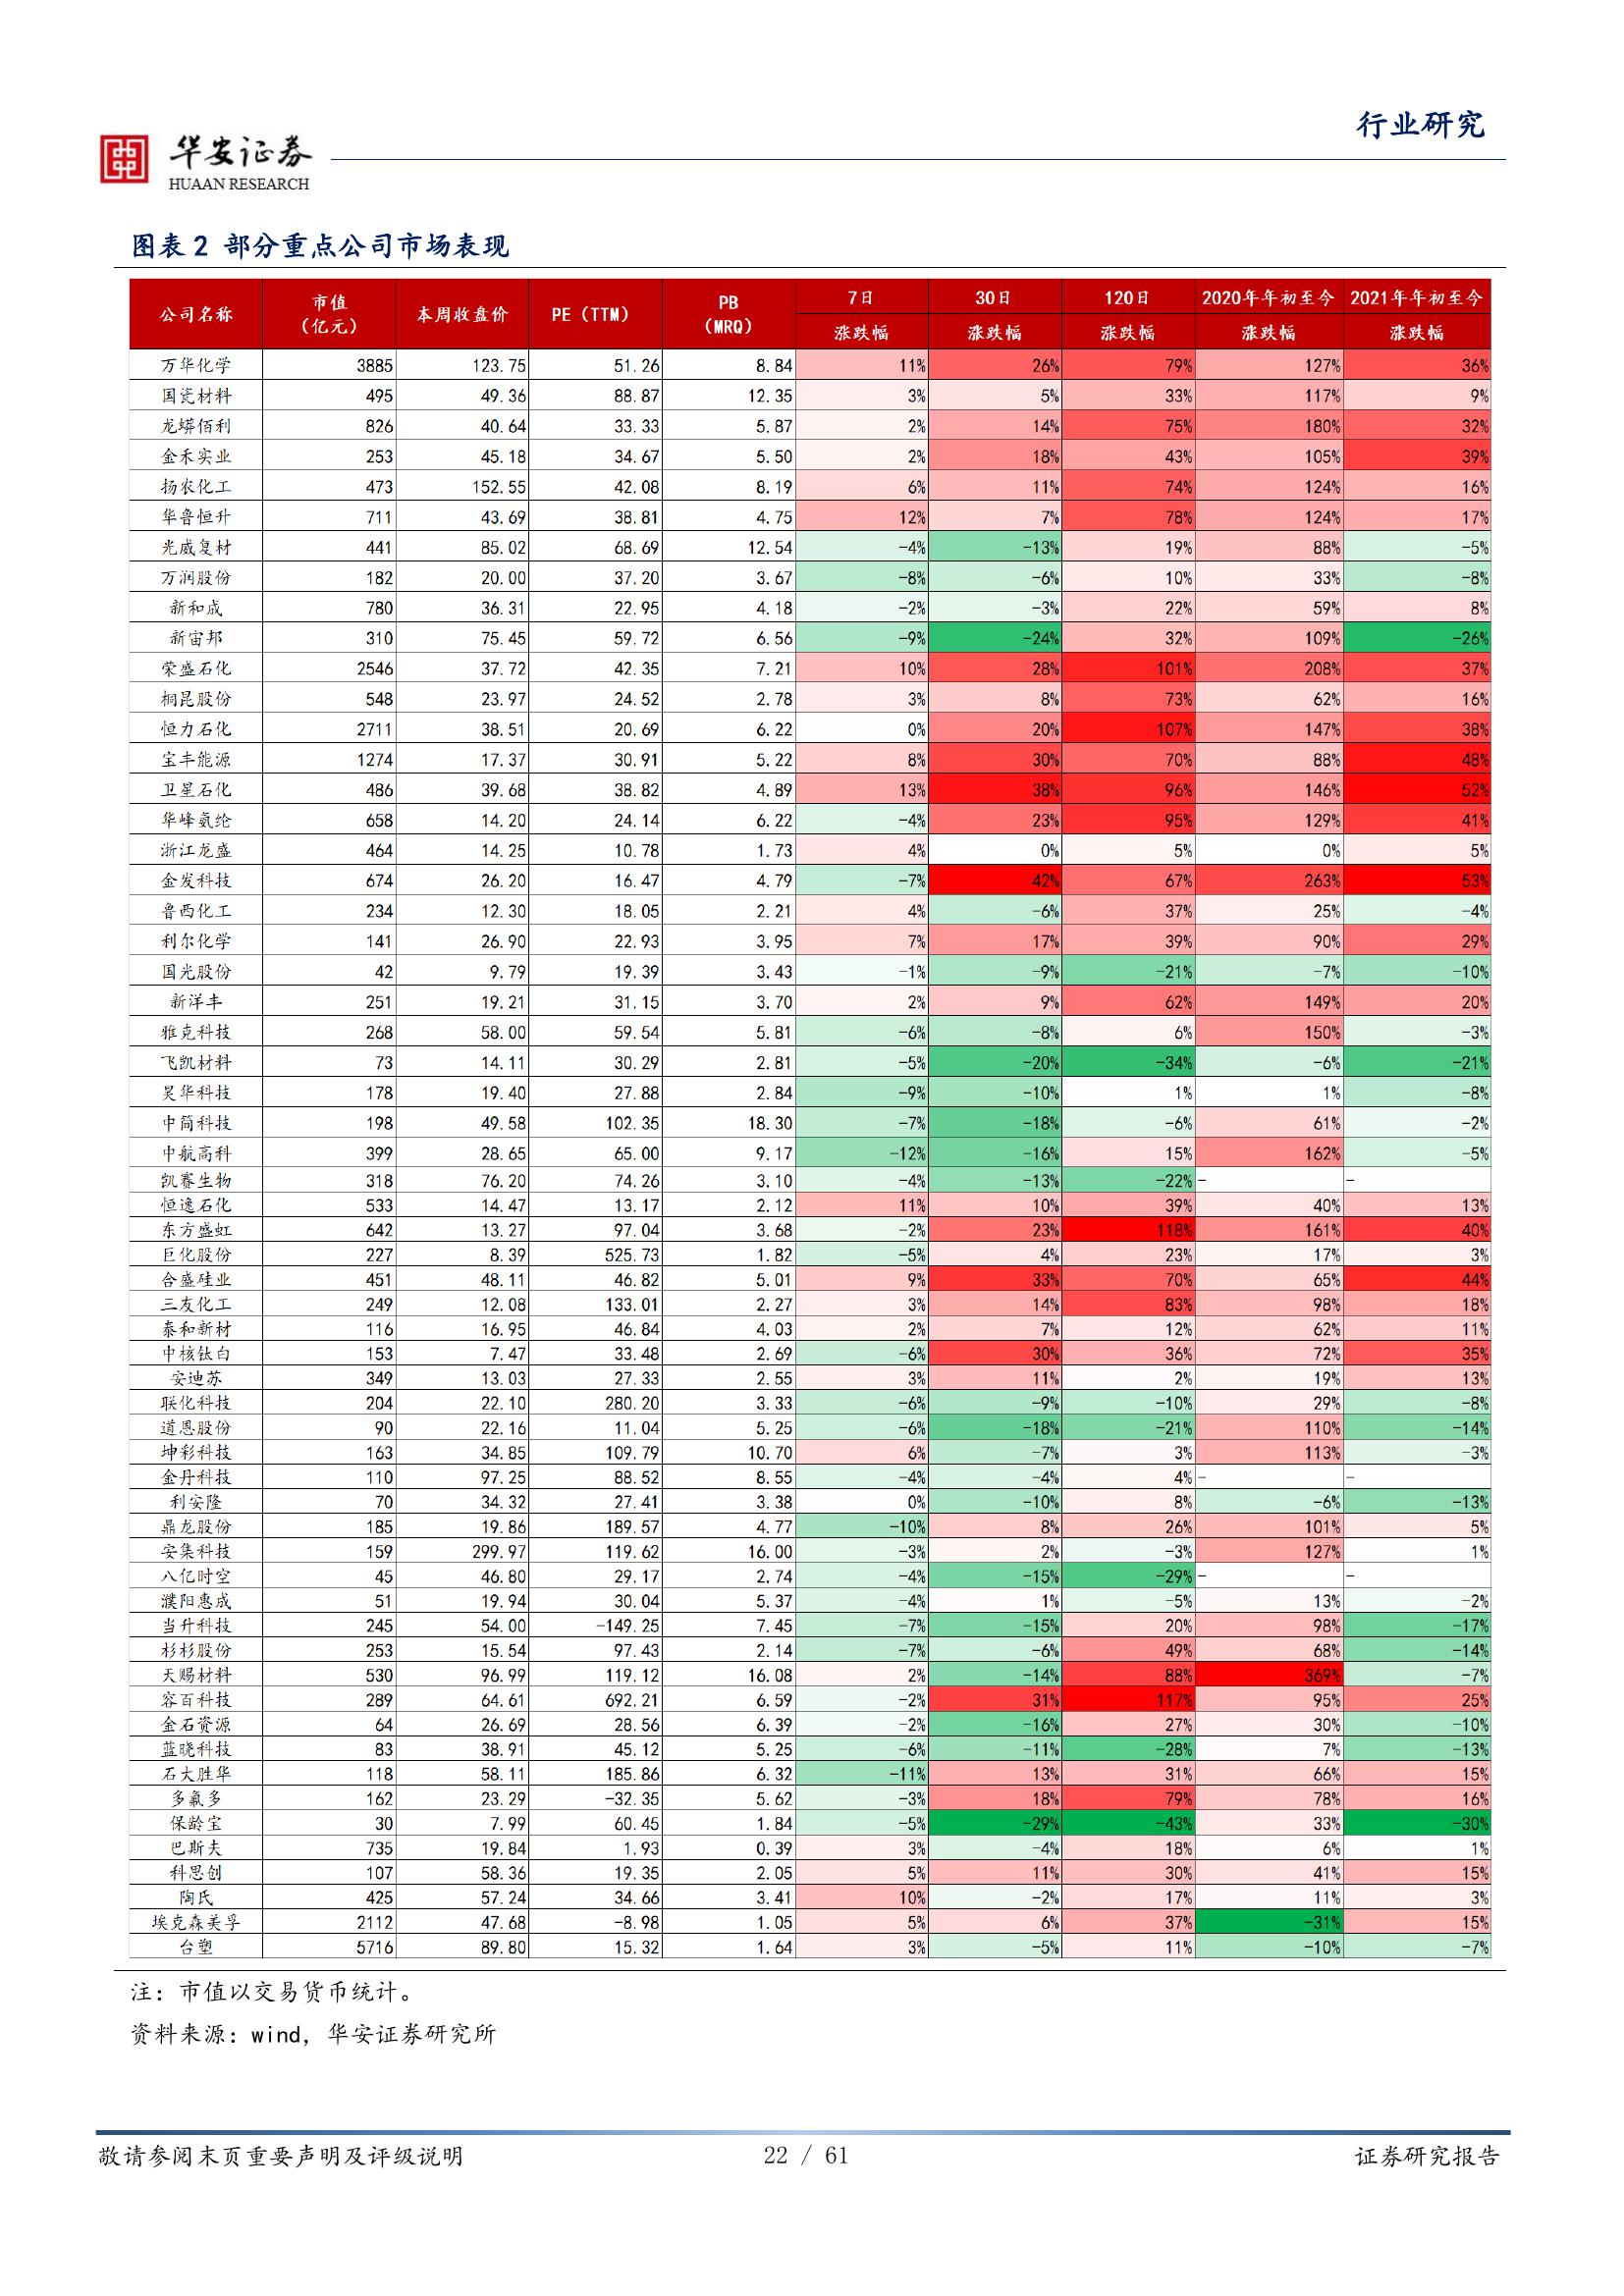 行业研究
华安证券
HUAAN RESEARCH
图表2 部分重点公司市场表现
公司名称 市值（亿元） 本周收盘价 PE（TTM） PB（MRQ） 7日 30日 120日 2020年年初至今 2021年年初至今
涨跌幅 涨跌幅 涨跌幅 涨跌幅 涨跌幅
万华化学 3885 123.75 51.26 8.84 11% 26% 79% 127% 36%
国瓷材料 495 49.36 88.87 12.35 3% 5% 33% 117% 9%
龙蟒佰利 826 40.64 33.33 5.87 2% 14% 75% 180% 32%
金禾实业 253 45.18 34.67 5.50 2% 18% 43% 105% 39%
扬农化工 473 152.55 42.08 8.19 6% 11% 74% 124% 16%
华鲁恒升 711 43.69 38.81 4.75 12% 7% 78% 124% 17%
光威复材 441 85.02 68.69 12.54 -4% -13% 19% 88% -5%
万润股份 182 20.00 37.20 3.67 -8% -6% 10% 33% -8%
新和成 780 36.31 22.95 4.18 -2% -3% 22% 59% 8%
新宙邦 310 75.45 59.72 6.56 -9% -24% 32% 109% -26%
荣盛石化 2546 37.72 42.35 7.21 10% 28% 101% 208% 37%
桐昆股份 548 23.97 24.52 2.78 3% 8% 73% 62% 16%
恒力石化 2711 38.51 20.69 6.22 0% 20% 107% 147% 38%
宝丰能源 1274 17.37 30.91 5.22 8% 30% 70% 88% 48%
卫星石化 486 39.68 38.82 4.89 13% 38% 96% 146% 52%
华峰氨纶 658 14.20 24.14 6.22 -4% 23% 95% 129% 41%
浙江龙盛 464 14.25 10.78 1.73 4% 0% 5% 0% 5%
金发科技 674 26.20 16.47 4.79 -7% 42% 67% 263% 53%
鲁西化工 234 12.30 18.05 2.21 4% -6% 37% 25% -4%
利尔化学 141 26.90 22.93 3.95 7% 17% 39% 90% 29%
国光股份 42 9.79 19.39 3.43 -1% -9% -21% -7% -10%
新洋丰 251 19.21 31.15 3.70 2% 9% 62% 149% 20%
雅克科技 268 58.00 59.54 5.81 -6% -8% 6% 150% -3%
飞凯材料 73 14.11 30.29 2.81 -5% -20% -34% -6% -21%
昊华科技 178 19.40 27.88 2.84 -9% -10% 1% 1% -8%
中简科技 198 49.58 102.35 18.30 -7% -18% -6% 61% -2%
中航高科 399 28.65 65.00 9.17 -12% -16% 15% 162% -5%
凯赛生物 318 76.20 74.26 3.10 -4% -13% -22% - -
恒逸石化 533 14.47 13.17 2.12 11% 10% 39% 40% 13%
东方盛虹 642 13.27 97.04 3.68 -2% 23% 118% 161% 40%
巨化股份 227 8.39 525.73 1.82 -5% 4% 23% 17% 3%
合盛硅业 451 48.11 46.82 5.01 9% 33% 70% 65% 44%
三友化工 249 12.08 133.01 2.27 3% 14% 83% 98% 18%
泰和新材 116 16.95 46.84 4.03 2% 7% 12% 62% 11%
中核钛白 153 7.47 33.48 2.69 -6% 30% 36% 72% 35%
安迪苏 349 13.03 27.33 2.55 3% 11% 2% 19% 13%
联化科技 204 22.10 280.20 3.33 -6% -9% -10% 29% -8%
道恩股份 90 22.16 11.04 5.25 -6% -18% -21% 110% -14%
坤彩科技 163 34.85 109.79 10.70 6% -7% 3% 113% -3%
金丹科技 110 97.25 88.52 8.55 -4% -4% 4% - -
利安隆 70 34.32 27.41 3.38 0% -10% 8% -6% -13%
鼎龙股份 185 19.86 189.57 4.77 -10% 8% 26% 101% 5%
安集科技 159 299.97 119.62 16.00 -3% 2% -3% 127% 1%
八亿时空 45 46.80 29.17 2.74 -4% -15% -29% - -
濮阳惠成 51 19.94 30.04 5.37 -4% 1% -5% 13% -2%
当升科技 245 54.00 -149.25 7.45 -7% -15% 20% 98% -17%
杉杉股份 253 15.54 97.43 2.14 -7% -6% 49% 68% -14%
天赐材料 530 96.99 119.12 16.08 2% -14% 88% 369% -7%
容百科技 289 64.61 692.21 6.59 -2% 31% 117% 95% 25%
金石资源 64 26.69 28.56 6.39 -2% -16% 27% 30% -10%
蓝晓科技 83 38.91 45.12 5.25 -6% -11% -28% 7% -13%
石大胜华 118 58.11 185.86 6.32 -11% 13% 31% 66% 15%
多氟多 162 23.29 -32.35 5.62 -3% 18% 79% 78% 16%
保龄宝 30 7.99 60.45 1.84 -5% -29% -43% 33% -30%
巴斯夫 735 19.84 1.93 0.39 3% -4% 18% 6% 1%
科思创 107 58.36 19.35 2.05 5% 11% 30% 41% 15%
陶氏 425 57.24 34.66 3.41 10% -2% 17% 11% 3%
埃克森美孚 2112 47.68 -8.98 1.05 5% 6% 37% -31% 15%
台塑 5716 89.80 15.32 1.64 3% -5% 11% -10% -7%
注：市值以交易货币统计。
资料来源：wind，华安证券研究所
敬请参阅末页重要声明及评级说明 22 / 61 证券研究报告